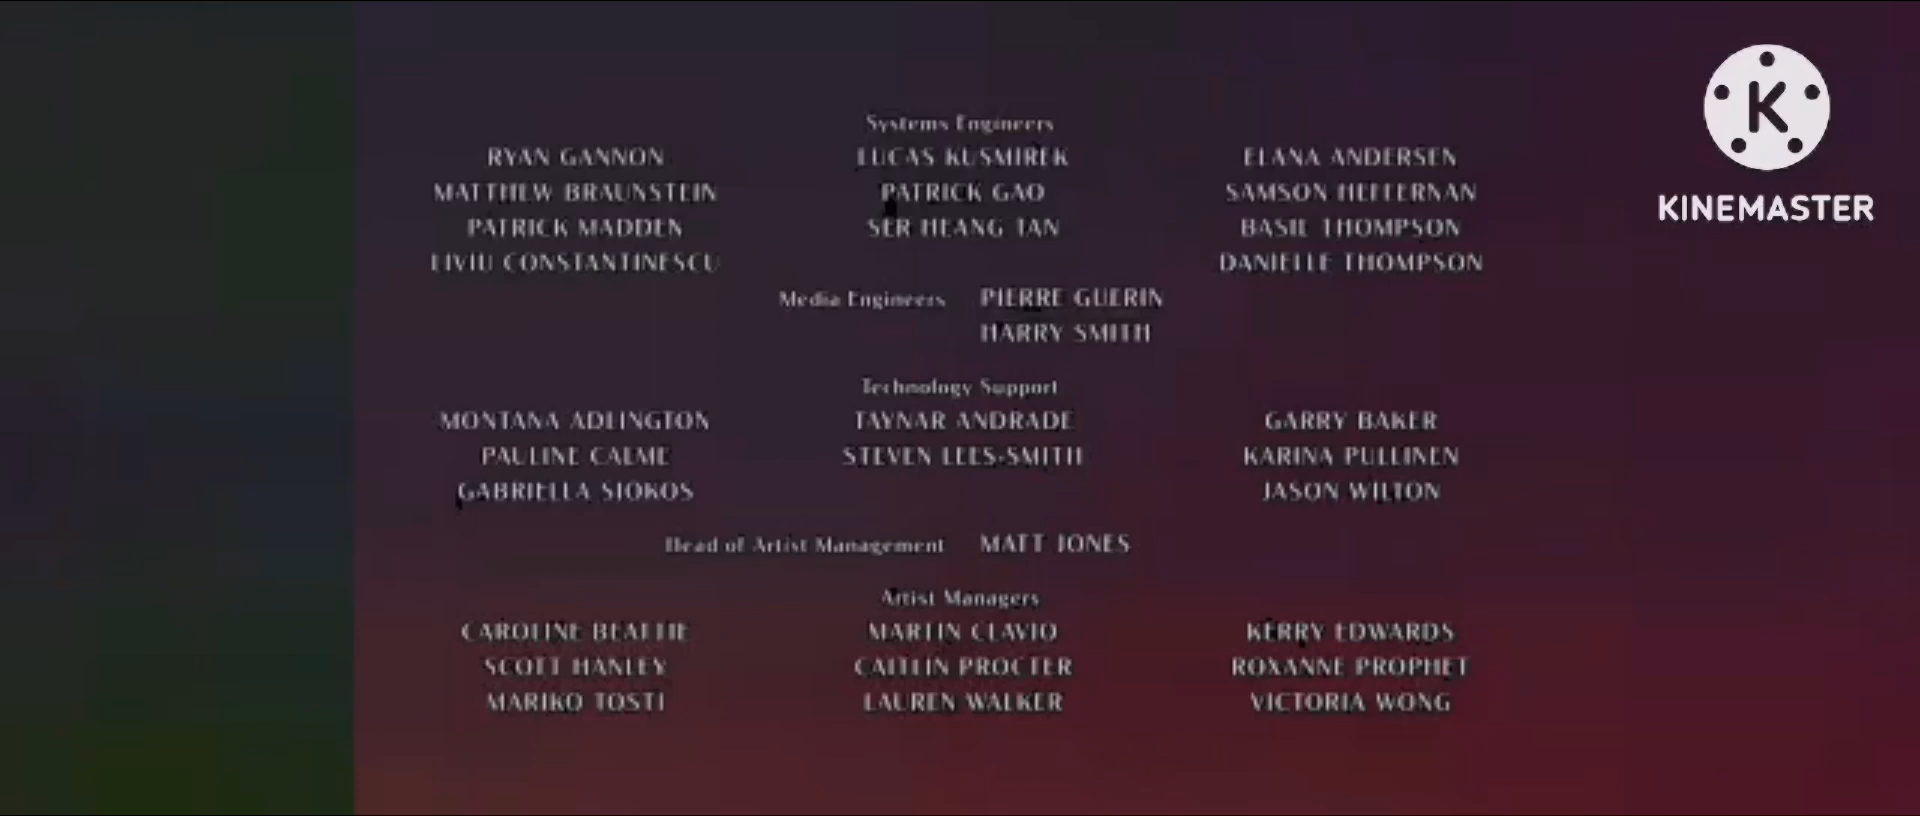 Systems Engineers
RYAN GANNON LUCAS KUSMIREK ELANA ANDERSEN
MATTHEW BRAUNSTEIN PATRICK GAO SAMSON HEFFERNAN
PATRICK MADDEN SER HEANG TAN BASIL THOMPSON
LIVIU CONSTANTINESCU DANIELLE THOMPSON
Media Engineers PIERRE GUERIN
HARRY SMITH
Technology Support
MONTANA ADLINGTON TAYNAR ANDRADE GARRY BAKER
PAULINE CALME STEVEN LEES-SMITH KARINA PULLINEN
GABRIELLA SIOKOS JASON WILTON
Head of Artist Management MATT JONES
Artist Managers
CAROLINE BEATTIE MARTIN CLAVIO KERRY EDWARDS
SCOTT HANLEY CAITLIN PROCTER ROXANNE PROPHET
MARIKO TOSTI LAUREN WALKER VICTORIA WONG
K
KINEMASTER